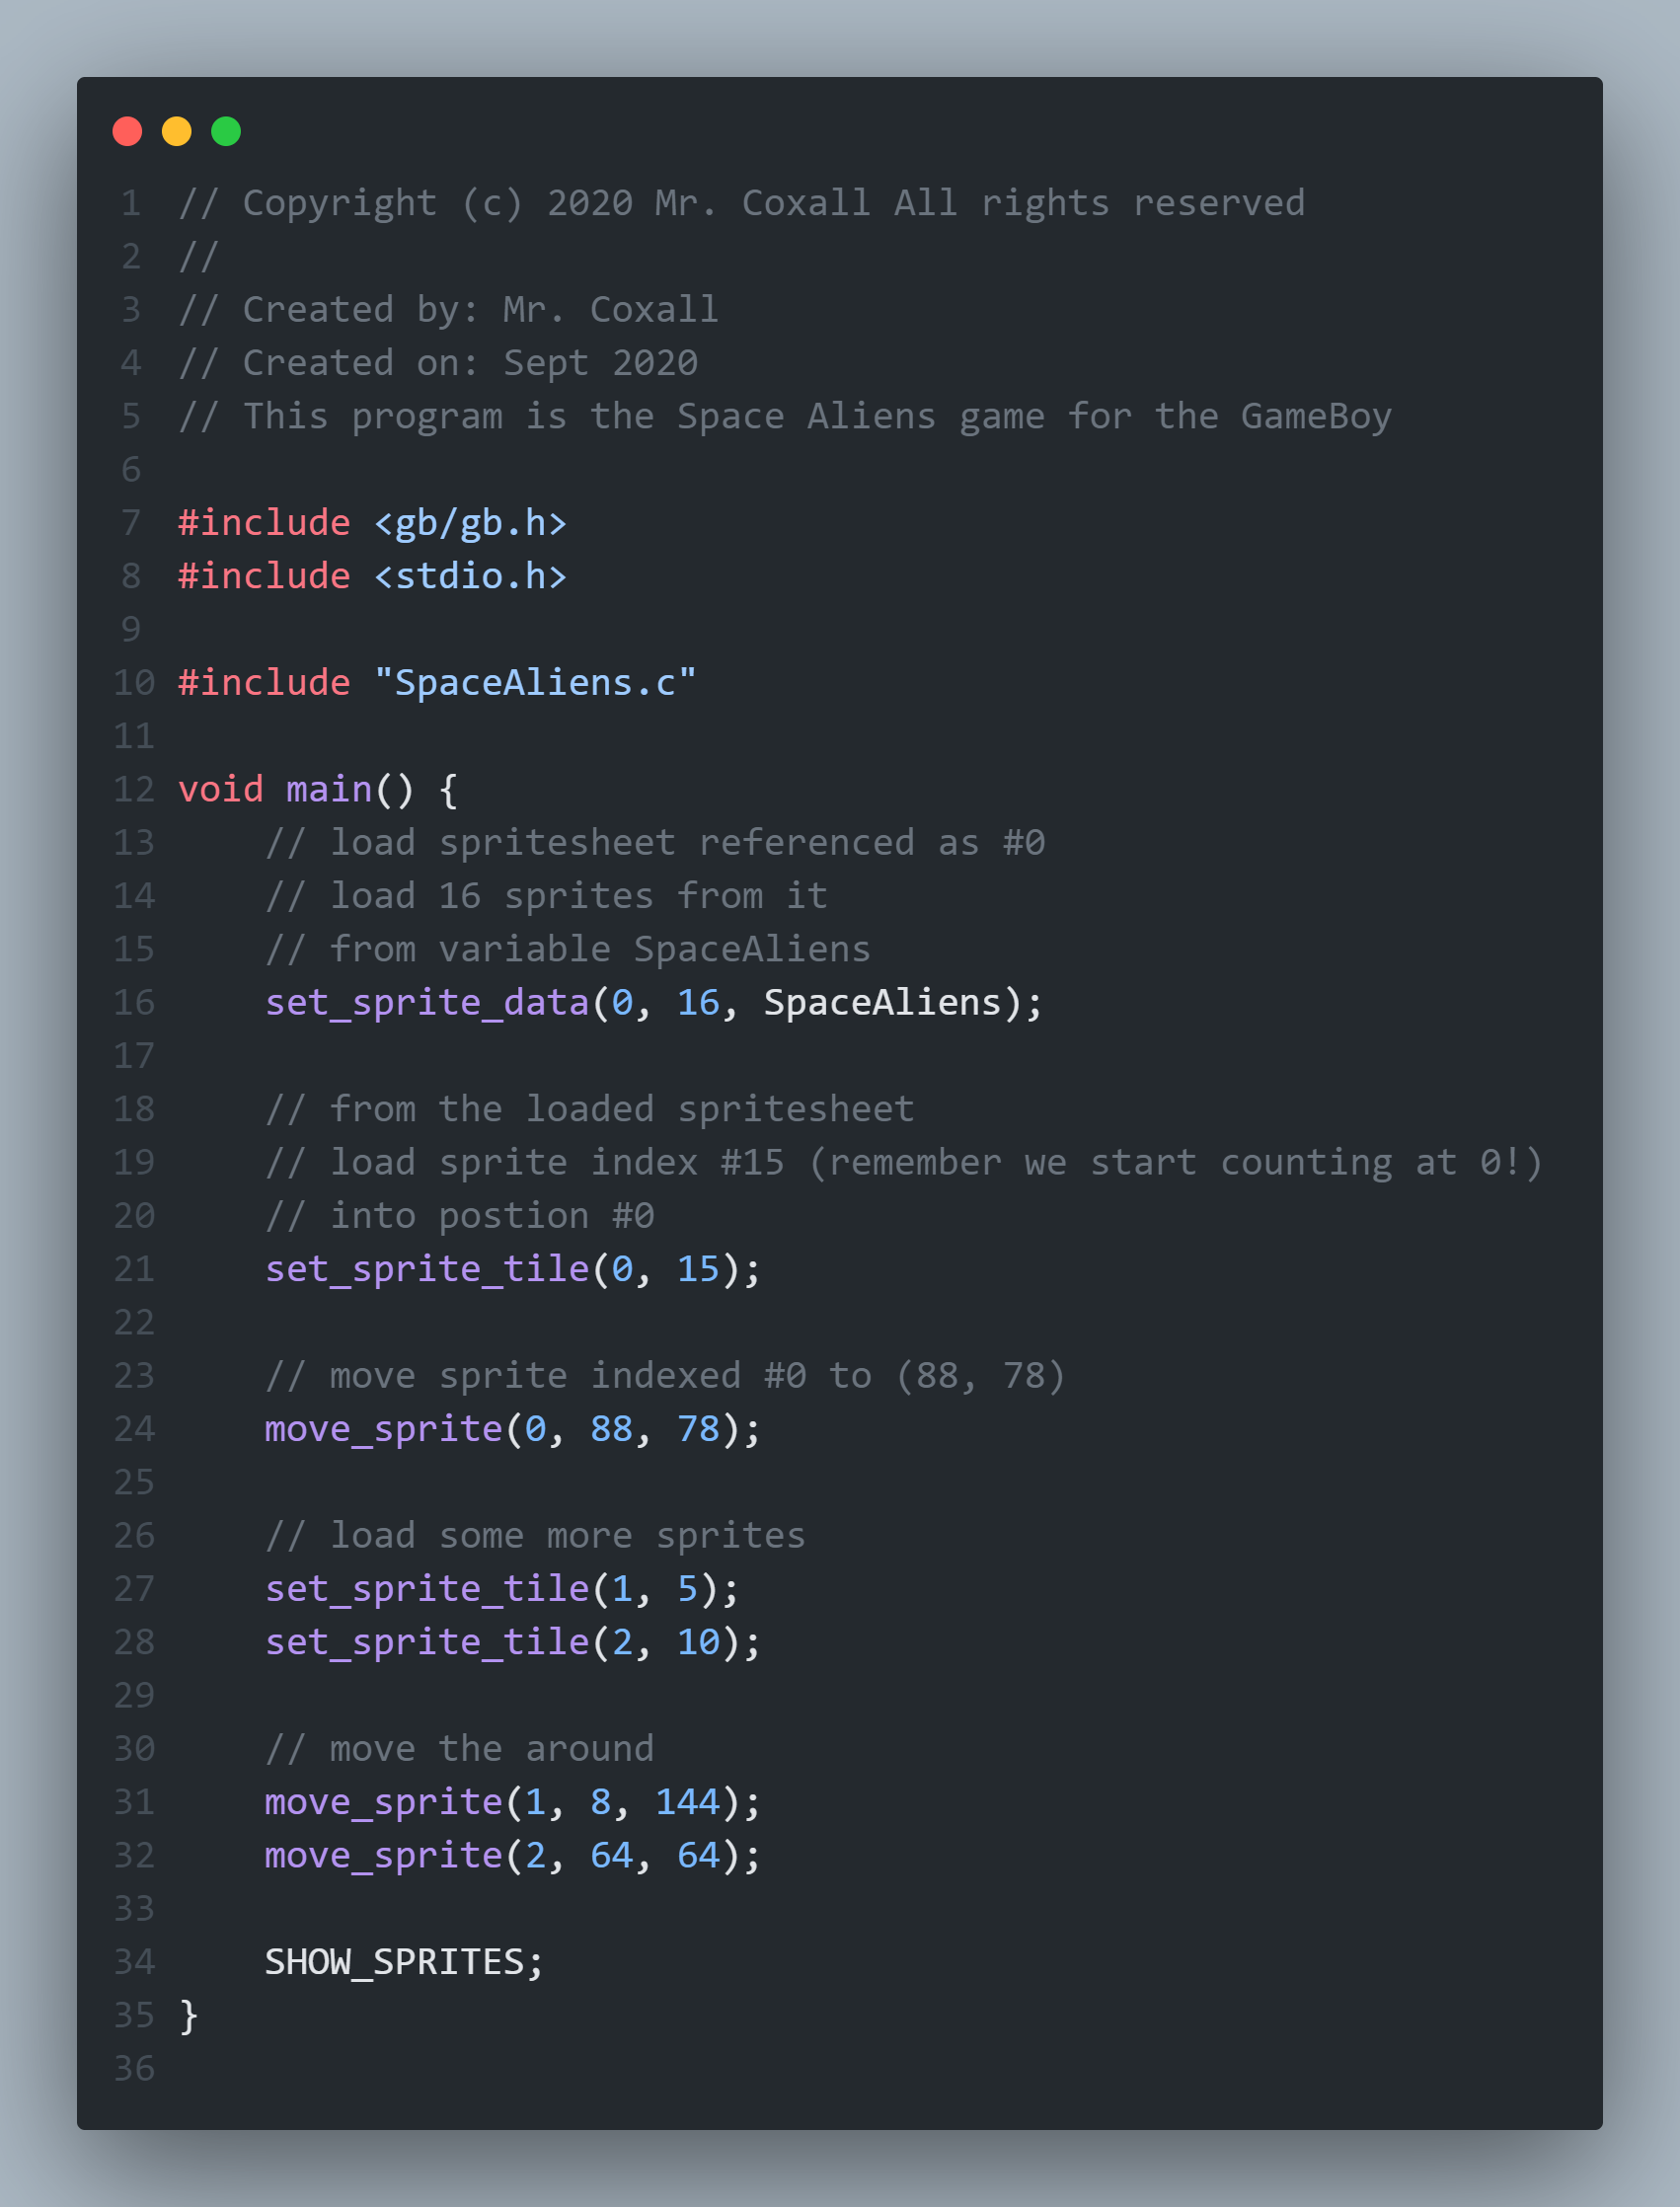 1 // Copyright (c) 2020 Mr. Coxall All rights reserved
2 //
3 // Created by: Mr. Coxall
4 // Created on: Sept 2020
5 // This program is the Space Aliens game for the GameBoy
6
7 #include <gb/gb.h>
8 #include <stdio.h>
9
10 #include "SpaceAliens.c"
11
12 void main() {
13     // load spritesheet referenced as #0
14     // load 16 sprites from it
15     // from variable SpaceAliens
16     set_sprite_data(0, 16, SpaceAliens);
17
18     // from the loaded spritesheet
19     // load sprite index #15 (remember we start counting at 0!)
20     // into postion #0
21     set_sprite_tile(0, 15);
22
23     // move sprite indexed #0 to (88, 78)
24     move_sprite(0, 88, 78);
25
26     // load some more sprites
27     set_sprite_tile(1, 5);
28     set_sprite_tile(2, 10);
29
30     // move the around
31     move_sprite(1, 8, 144);
32     move_sprite(2, 64, 64);
33
34     SHOW_SPRITES;
35 }
36